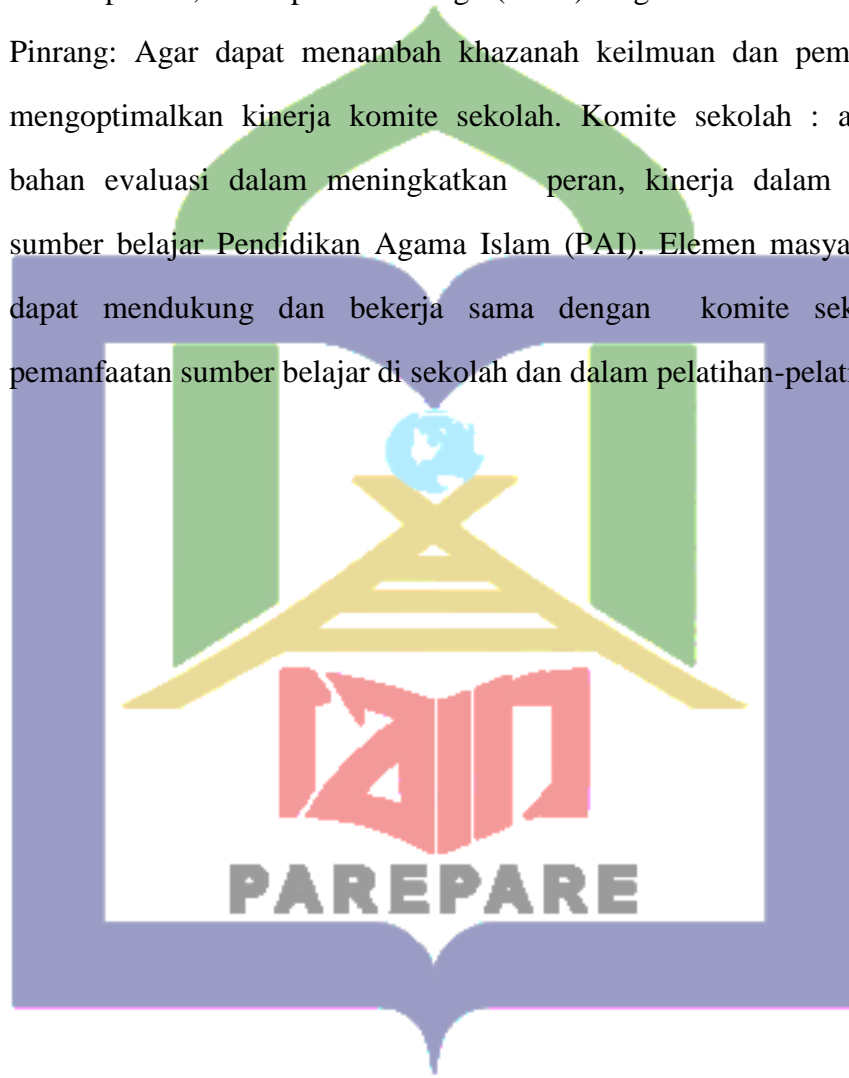 Pinrang: Agar dapat menambah khazanah keilmuan dan pem
mengoptimalkan kinerja komite sekolah. Komite sekolah : a
bahan evaluasi dalam meningkatkan peran, kinerja dalam
sumber belajar Pendidikan Agama Islam (PAI). Elemen masya
dapat mendukung dan bekerja sama dengan komite sek
pemanfaatan sumber belajar di sekolah dan dalam pelatihan-pelat
iain
PAREPARE